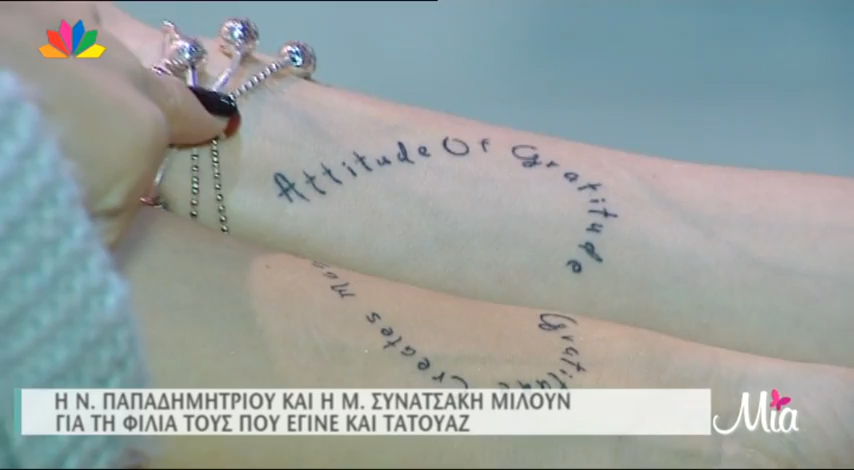 Attitude Of Gratitude
Gratitude
Creates
Η Ν. ΠΑΠΑΔΗΜΗΤΡΙΟΥ ΚΑΙ Η Μ. ΣΥΝΑΤΣΑΚΗ ΜΙΛΟΥΝ
ΓΙΑ ΤΗ ΦΙΛΙΑ ΤΟΥΣ ΠΟΥ ΕΓΙΝΕ ΚΑΙ ΤΑΤΟΥΑΖ
Mia